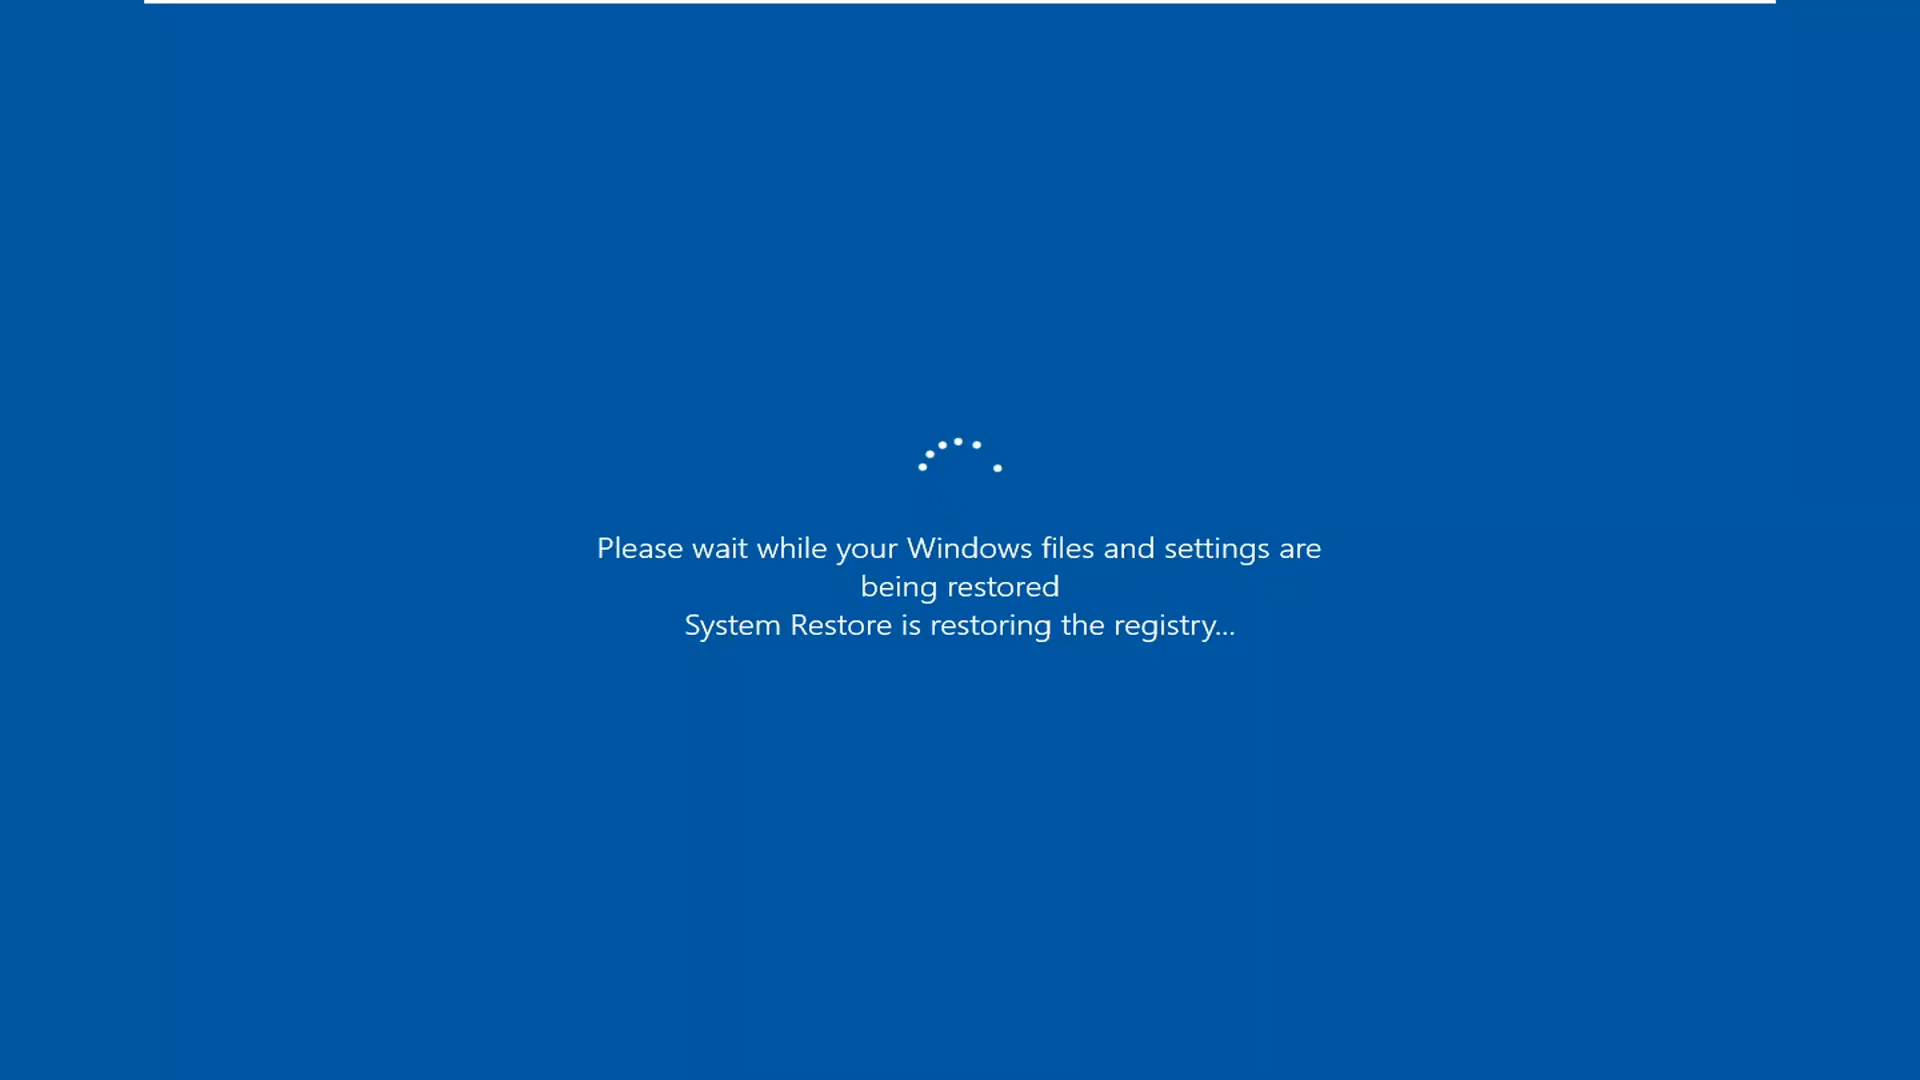 Please wait while your Windows files and settings are
being restored
System Restore is restoring the registry...